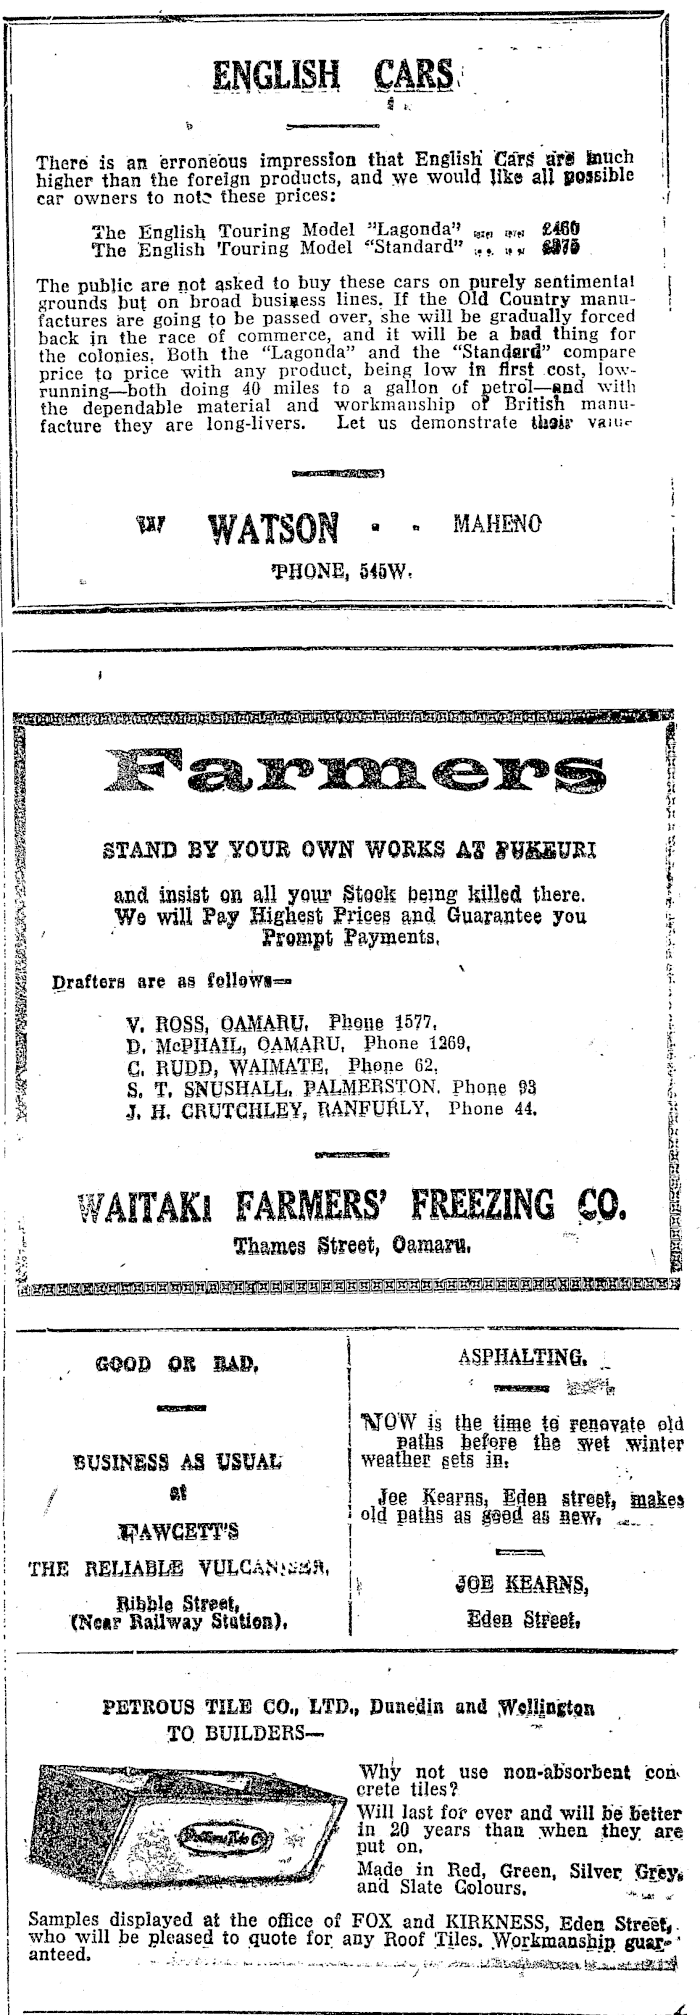 ENGLISH CARS
There is an erroneous impression that English Cars are much
higher than the foreign products, and we would like all possible
car owners to note these prices:
The English Touring Model "Lagonda" £460
The English Touring Model "Standard" £375
The public are not asked to buy these cars on purely sentimental
grounds but on broad business lines. If the Old Country manu-
factures are going to be passed over, she will be gradually forced
back in the race of commerce, and it will be a bad thing for
the colonies. Both the "Lagonda" and the "Standard" compare
price to price with any product, being low in first cost, low-
running—both doing 40 miles to a gallon of petrol—and with
the dependable material and workmanship of British manu-
facture they are long-livers. Let us demonstrate their value
W WATSON . . MAHENO
PHONE, 545W.
Farmers
STAND BY YOUR OWN WORKS AT PUKEURI
and insist on all your Stock being killed there.
We will Pay Highest Prices and Guarantee you
Prompt Payments.
Drafters are as follows—
V. ROSS, OAMARU. Phone 1577.
D. McPHAIL, OAMARU, Phone 1269,
C. RUDD, WAIMATE, Phone 62.
S. T. SNUSHALL, PALMERSTON. Phone 93
J. H. CRUTCHLEY, RANFURLY, Phone 44.
WAITAKI FARMERS' FREEZING CO.
Thames Street, Oamaru.
GOOD OR BAD.
BUSINESS AS USUAL
at
FAWCETT'S
THE RELIABLE VULCANISER,
Ribble Street,
(Near Railway Station).
ASPHALTING.
NOW is the time to renovate old
paths before the wet winter
weather sets in.
Joe Kearns, Eden street, makes
old paths as good as new.
JOE KEARNS,
Eden Street.
PETROUS TILE CO., LTD., Dunedin and Wellington
TO BUILDERS—
Petrous Tile Co
Why not use non-absorbent con-
crete tiles?
Will last for ever and will be better
in 20 years than when they are
put on.
Made in Red, Green, Silver Grey,
and Slate Colours.
Samples displayed at the office of FOX and KIRKNESS, Eden Street,
who will be pleased to quote for any Roof Tiles. Workmanship guar-
anteed.